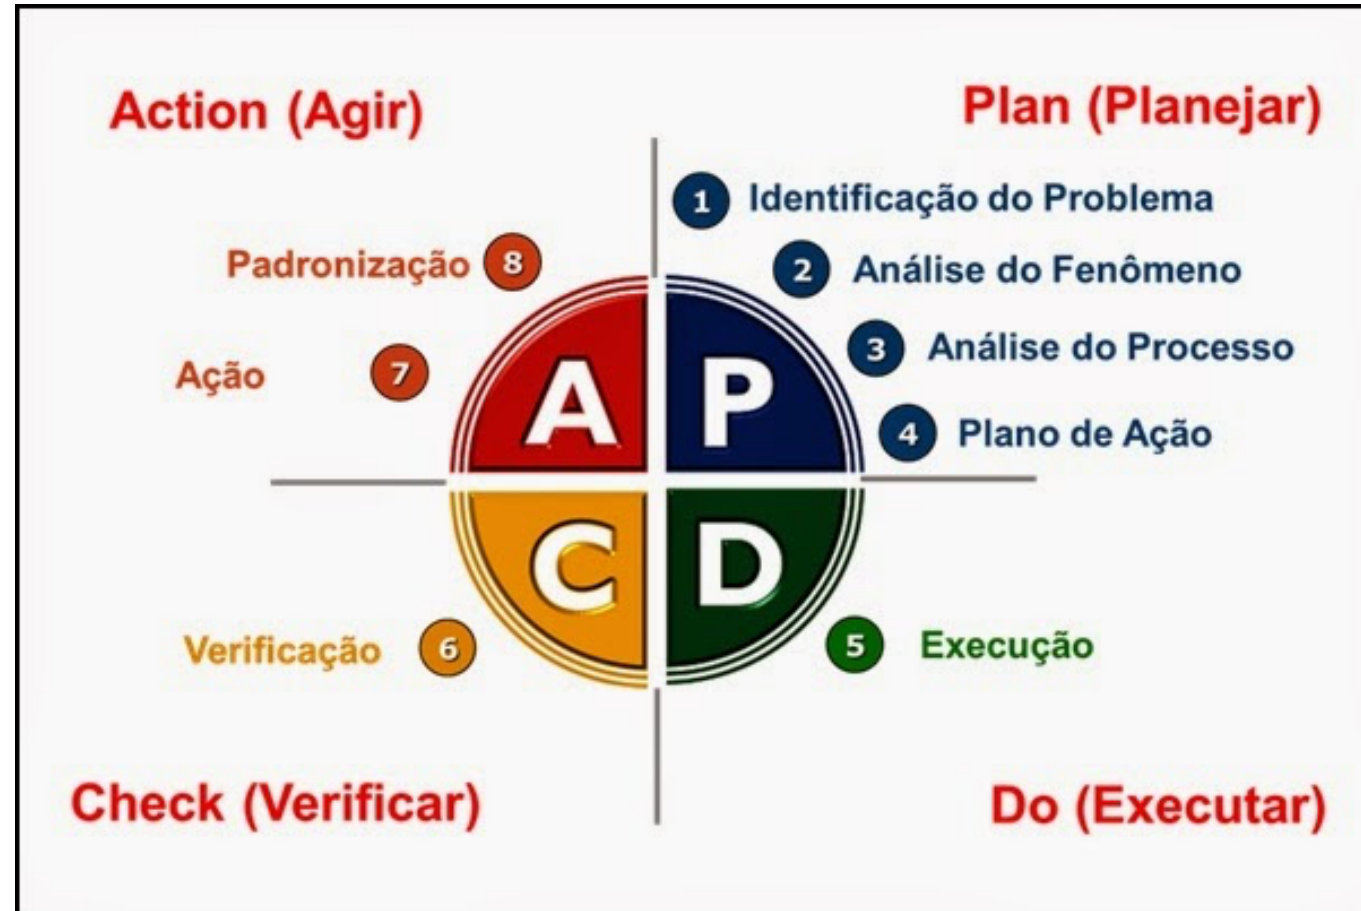 Action (Agir)
Plan (Planejar)
1 Identificação do Problema
2 Análise do Fenômeno
3 Análise do Processo
4 Plano de Ação
Padronização 8
Ação 7
A P
C D
Verificação 6
5 Execução
Check (Verificar)
Do (Executar)